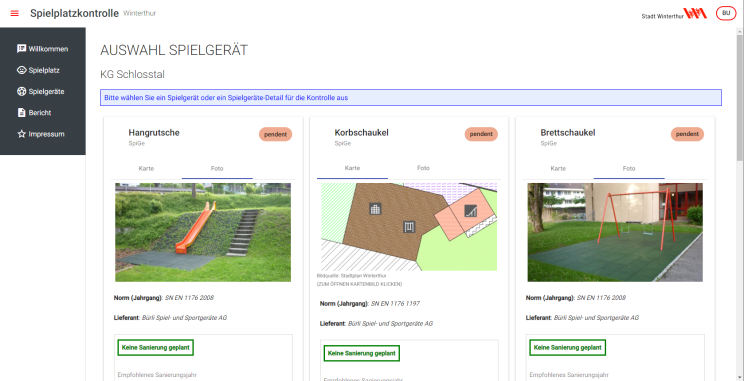 Spielplatzkontrolle Winterthur
Stadt Winterthur
BU
Willkommen
Spielplatz
Spielgeräte
Bericht
Impressum
AUSWAHL SPIELGERÄT
KG Schlosstal
Bitte wählen Sie ein Spielgerät oder ein Spielgeräte-Detail für die Kontrolle aus
Hangrutsche
SpiGe
pendent
Karte Foto
Norm (Jahrgang): SN EN 1176 2008
Lieferant: Bürli Spiel- und Sportgeräte AG
Keine Sanierung geplant
Empfohlenes Sanierungsjahr
Korbschaukel
SpiGe
pendent
Karte Foto
Bildquelle: Stadtplan Winterthur
(ZUM ÖFFNEN KARTENBILD KLICKEN)
Norm (Jahrgang): SN EN 1176 1197
Lieferant: Bürli Spiel- und Sportgeräte AG
Keine Sanierung geplant
Empfohlenes Sanierungsjahr
Brettschaukel
SpiGe
pendent
Karte Foto
Norm (Jahrgang): SN EN 1176 2008
Lieferant: Bürli Spiel- und Sportgeräte AG
Keine Sanierung geplant
Empfohlenes Sanierungsjahr